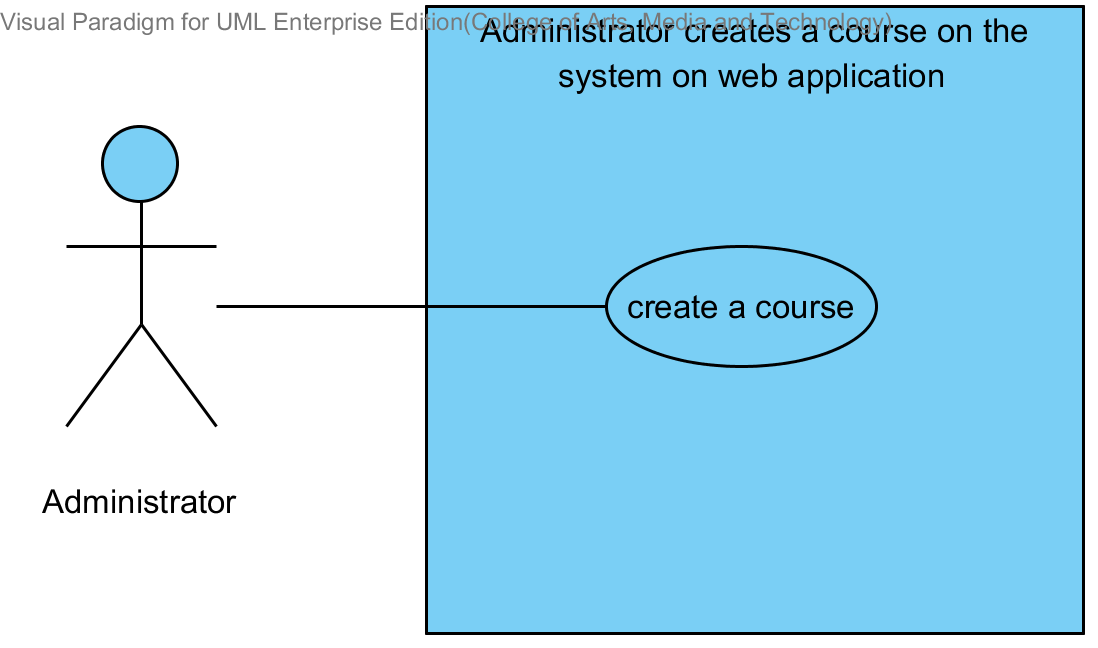 Visual Paradigm for UML Enterprise Edition(College of Arts, Media and Technology)
Administrator creates a course on the
system on web application
create a course
Administrator